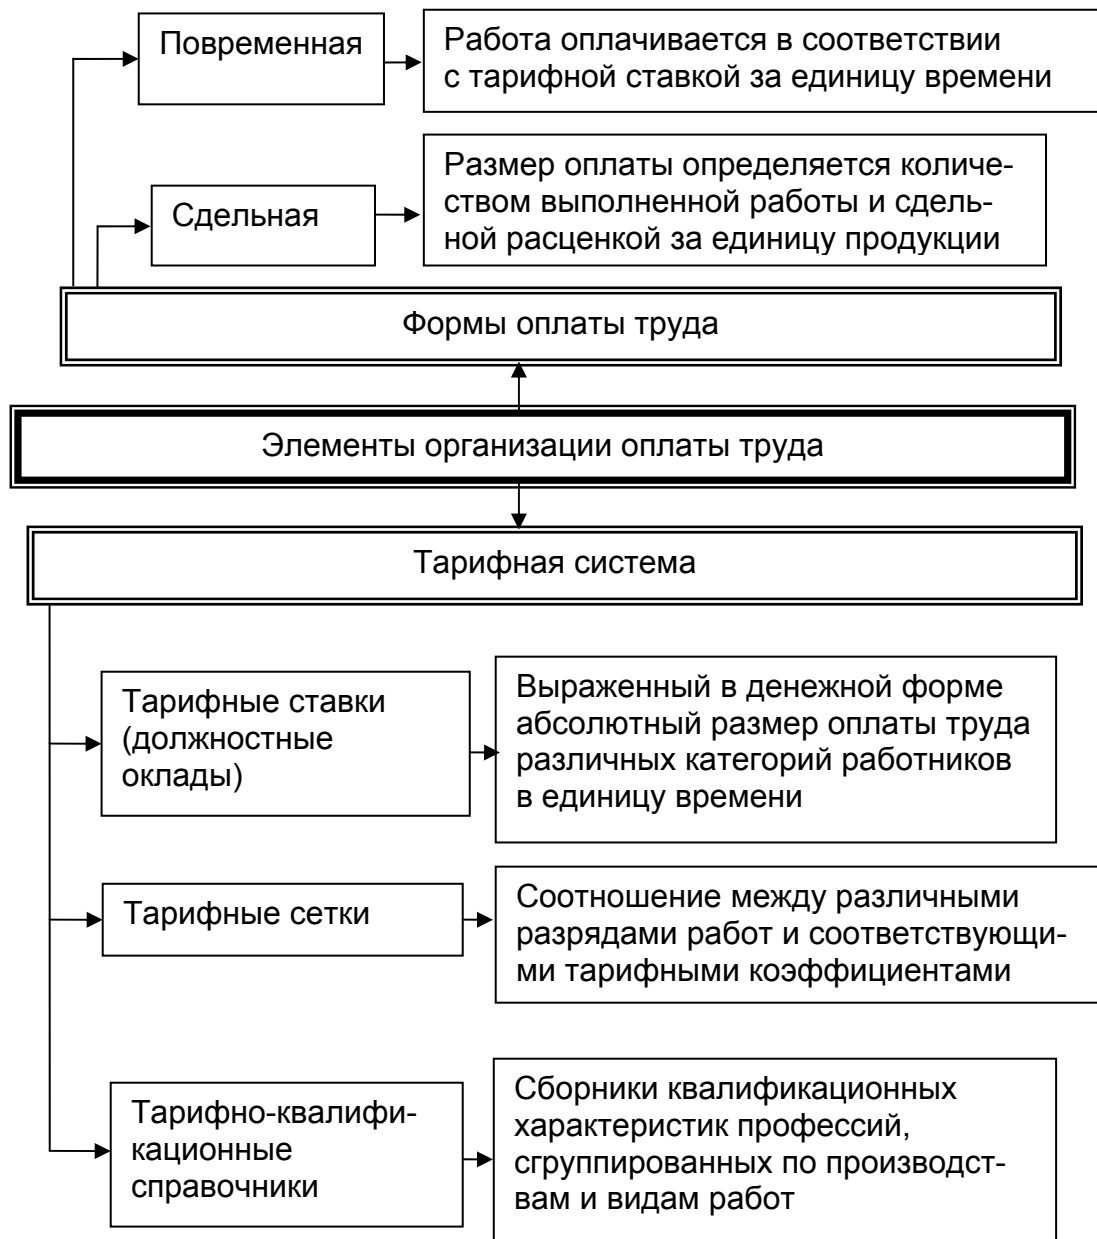 Повременная
Работа оплачивается в соответствии
с тарифной ставкой за единицу времени
Сдельная
Размер оплаты определяется количе-
ством выполненной работы и сдель-
ной расценкой за единицу продукции
Формы оплаты труда
Элементы организации оплаты труда
Тарифная система
Тарифные ставки
(должностные
оклады)
Выраженный в денежной форме
абсолютный размер оплаты труда
различных категорий работников
в единицу времени
Тарифные сетки
Соотношение между различными
разрядами работ и соответствующи-
ми тарифными коэффициентами
Тарифно-квалифи-
кационные
справочники
Сборники квалификационных
характеристик профессий,
сгруппированных по производст-
вам и видам работ